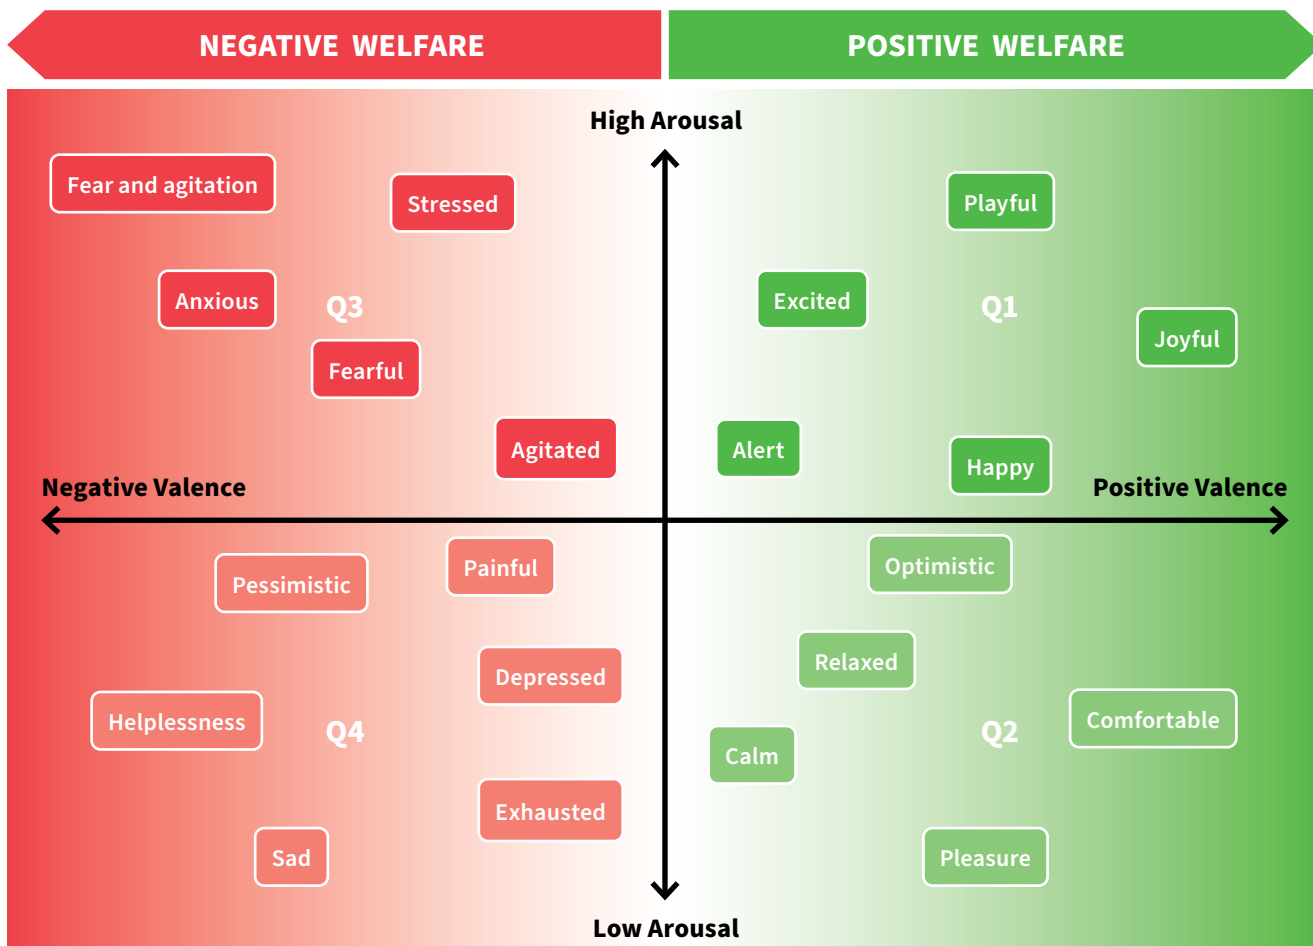 NEGATIVE WELFARE
POSITIVE WELFARE
High Arousal
Fear and agitation
Stressed
Playful
Anxious
Q3
Excited
Q1
Joyful
Fearful
Agitated
Alert
Happy
Negative Valence
Positive Valence
Pessimistic
Painful
Optimistic
Relaxed
Depressed
Helplessness
Q4
Calm
Q2
Comfortable
Exhausted
Sad
Pleasure
Low Arousal